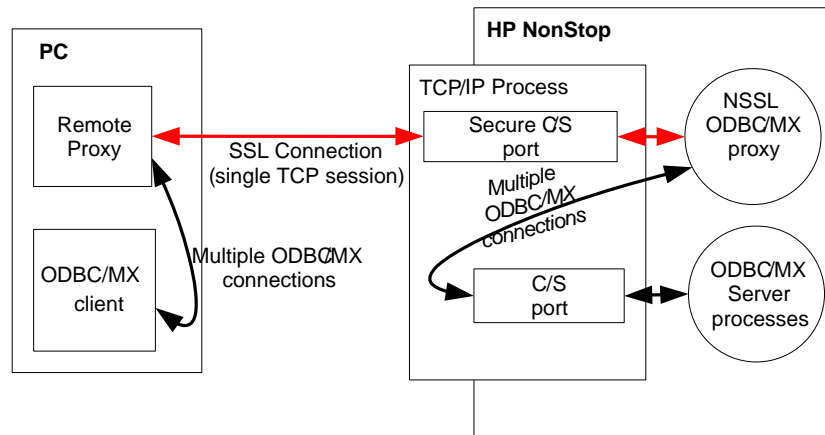 HP NonStop
PC
TCP/IP Process
Remote
Proxy
Secure C/S
port
NSSL
ODBC/MX
proxy
SSL Connection
(single TCP session)
Multiple
ODBC/MX
connections
Multiple ODBC/MX
connections
ODBC/MX
client
C/S
port
ODBC/MX
Server
processes